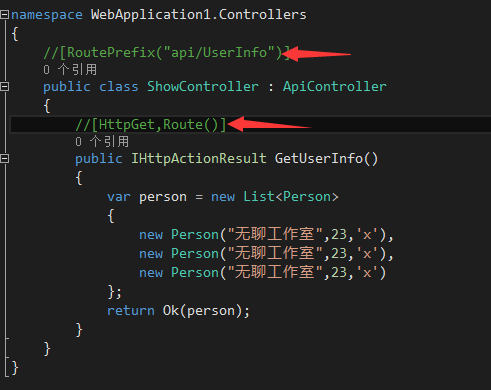 namespace WebApplication1.Controllers
{
//[RoutePrefix("api/UserInfo")]
0 个引用
public class ShowController : ApiController
{
//[HttpGet,Route()]
0 个引用
public IHttpActionResult GetUserInfo()
{
var person = new List<Person>
{
new Person("无聊工作室",23,'x'),
new Person("无聊工作室",23,'x'),
new Person("无聊工作室",23,'x')
};
return Ok(person);
}
}
}